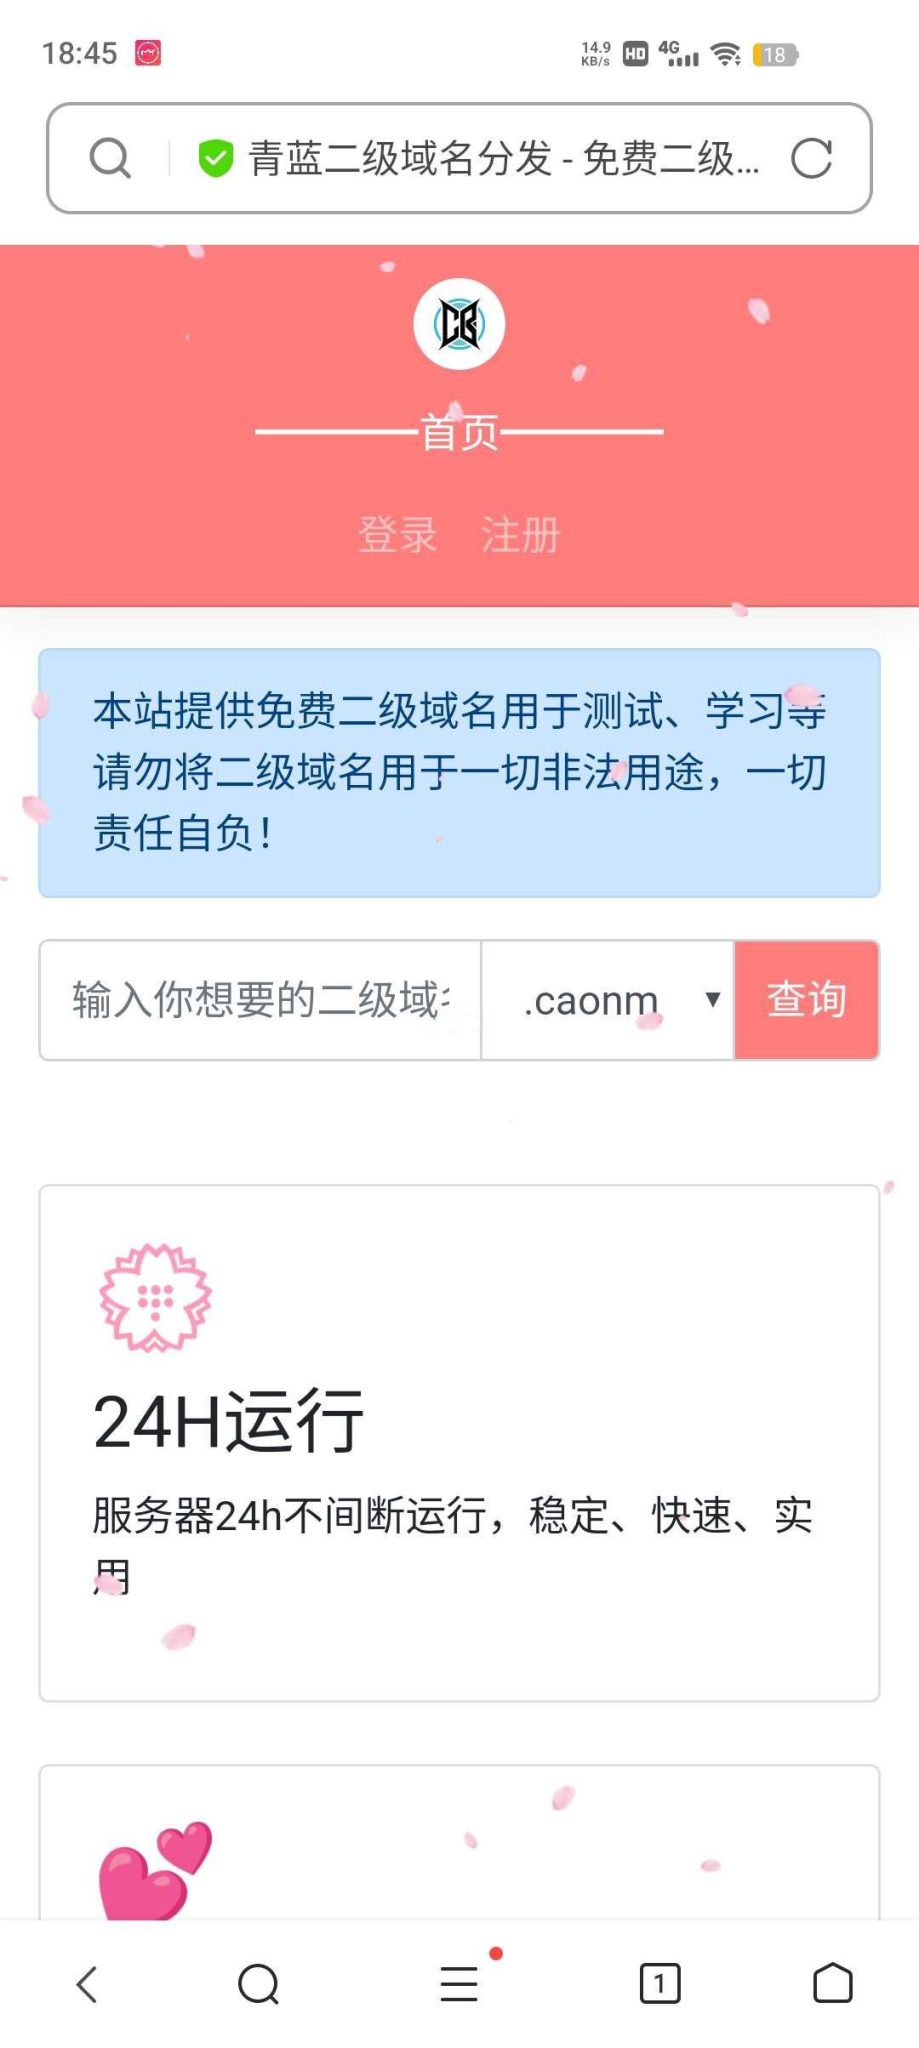 18:45
14.9 KB/s HD 4G 18
青蓝二级域名分发 - 免费二级...
CB
首页
登录 注册
本站提供免费二级域名用于测试、学习等
请勿将二级域名用于一切非法用途，一切
责任自负！
输入你想要的二级域 .caonm ▼ 查询
24H运行
服务器24h不间断运行，稳定、快速、实
用
1